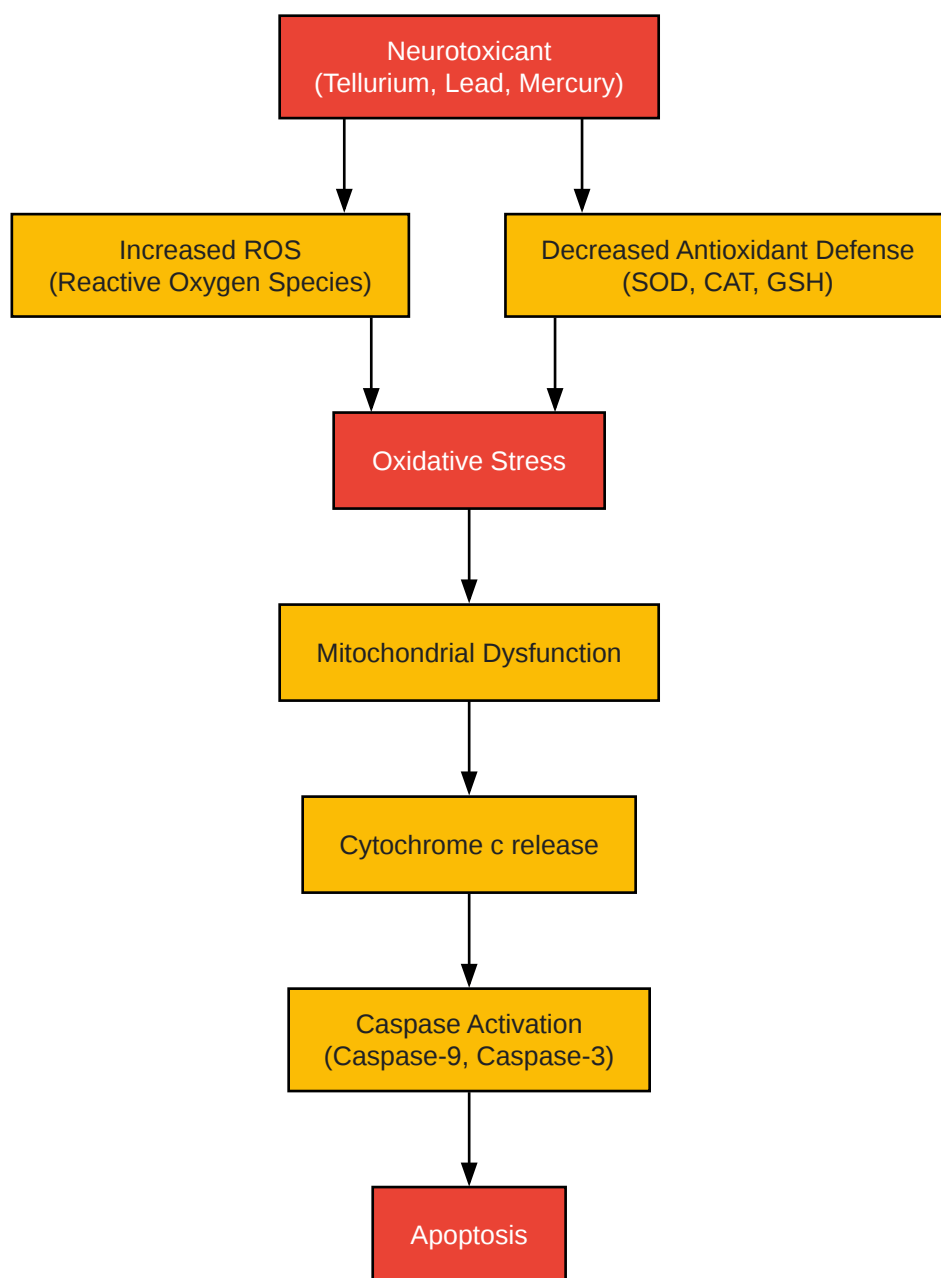 Neurotoxicant
(Tellurium, Lead, Mercury)
Increased ROS
(Reactive Oxygen Species)
Decreased Antioxidant Defense
(SOD, CAT, GSH)
Oxidative Stress
Mitochondrial Dysfunction
Cytochrome c release
Caspase Activation
(Caspase-9, Caspase-3)
Apoptosis